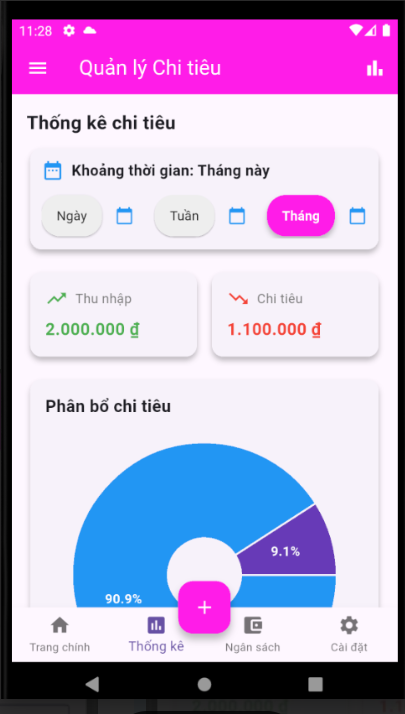 11:28
Quản lý Chi tiêu
Thống kê chi tiêu
Khoảng thời gian: Tháng này
Ngày Tuần Tháng
Thu nhập
2.000.000 ₫
Chi tiêu
1.100.000 ₫
Phân bổ chi tiêu
9.1%
90.9%
+
Trang chính Thống kê Ngân sách Cài đặt